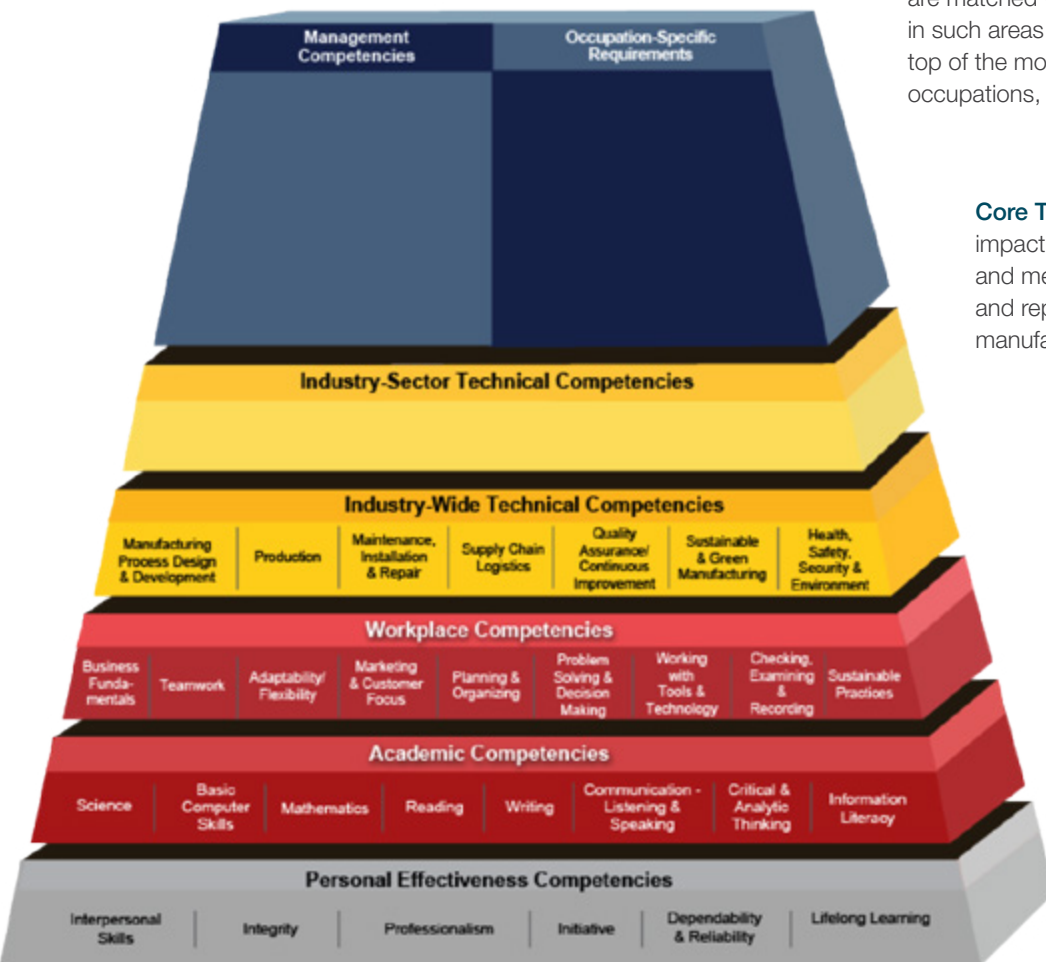 are matched
in such areas
top of the mo
occupations,
Core T
impact
and me
and rep
manufa
Management
Competencies
Occupation-Specific
Requirements
Industry-Sector Technical Competencies
Industry-Wide Technical Competencies
Manufacturing
Process Design
& Development
Production
Maintenance,
Installation
& Repair
Supply Chain
Logistics
Quality
Assurance/
Continuous
Improvement
Sustainable
& Green
Manufacturing
Health,
Safety,
Security &
Environment
Workplace Competencies
Business
Funda-
mentals
Teamwork
Adaptability/
Flexibility
Marketing
& Customer
Focus
Planning &
Organizing
Problem
Solving &
Decision
Making
Working
with
Tools &
Technology
Checking,
Examining
&
Recording
Sustainable
Practices
Academic Competencies
Science
Basic
Computer
Skills
Mathematics
Reading
Writing
Communication -
Listening &
Speaking
Critical &
Analytic
Thinking
Information
Literacy
Personal Effectiveness Competencies
Interpersonal
Skills
Integrity
Professionalism
Initiative
Dependability
& Reliability
Lifelong Learning